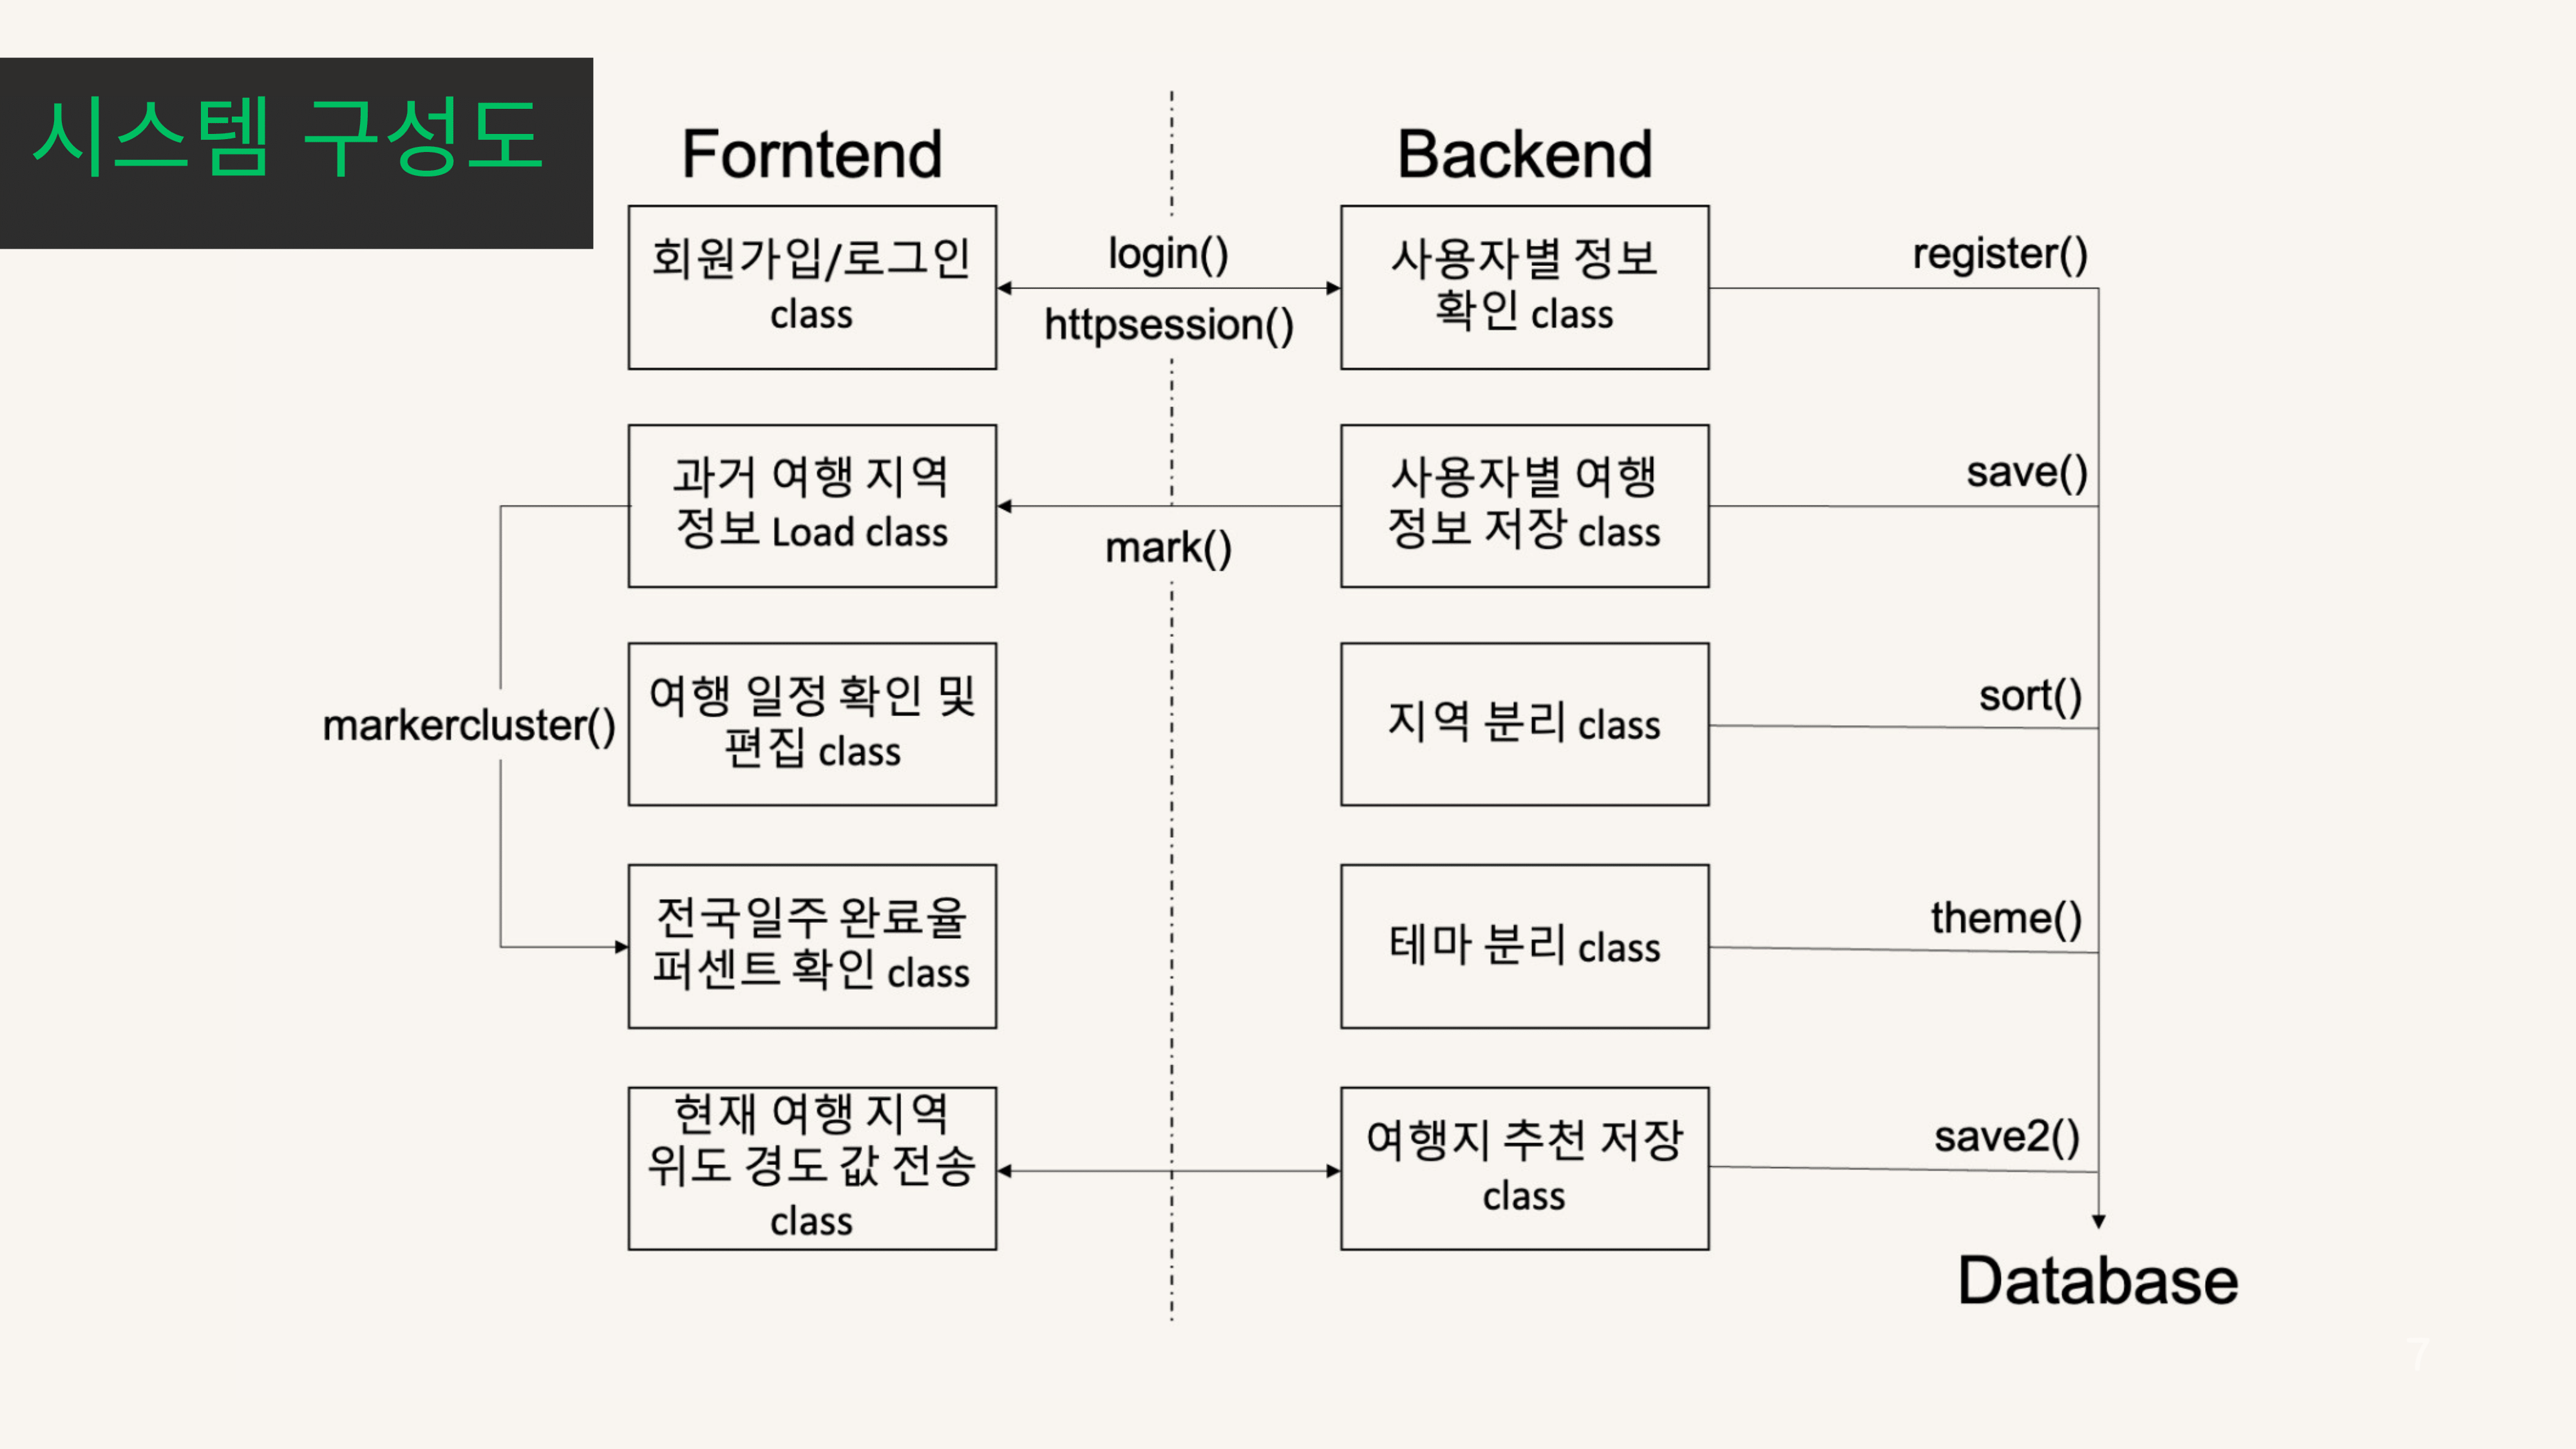 시스템 구성도
Forntend
Backend
회원가입/로그인
class
login()
httpsession()
사용자별 정보
확인 class
register()
과거 여행 지역
정보 Load class
mark()
사용자별 여행
정보 저장 class
save()
markercluster()
여행 일정 확인 및
편집 class
지역 분리 class
sort()
전국일주 완료율
퍼센트 확인 class
테마 분리 class
theme()
현재 여행 지역
위도 경도 값 전송
class
여행지 추천 저장
class
save2()
Database
7